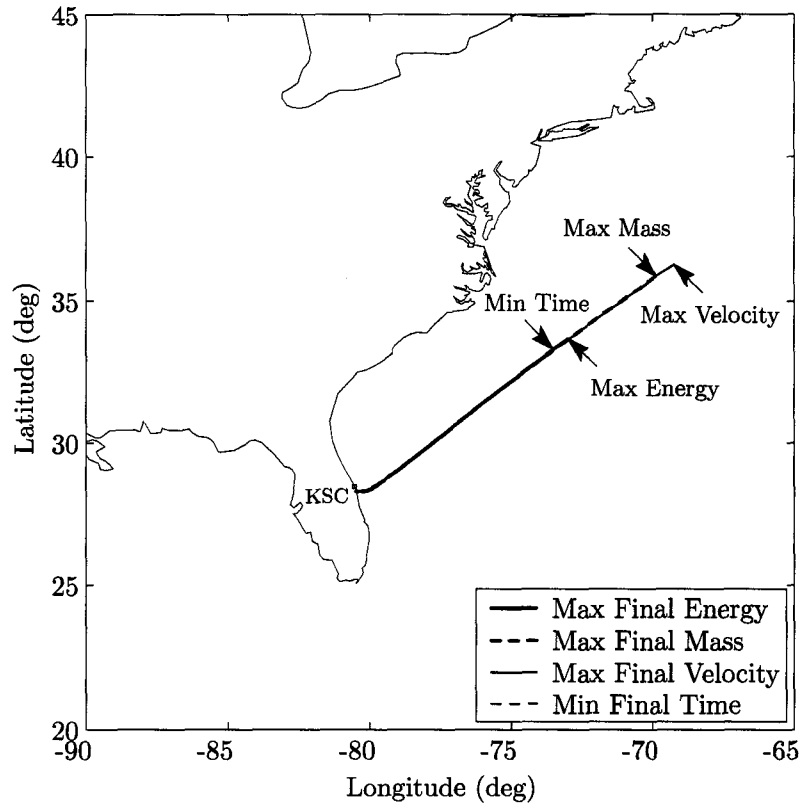 45
40
35
30
25
20
Latitude (deg)
Max Mass
Min Time
Max Velocity
Max Energy
KSC
Max Final Energy
Max Final Mass
Max Final Velocity
Min Final Time
-90
-85
-80
-75
-70
-65
Longitude (deg)